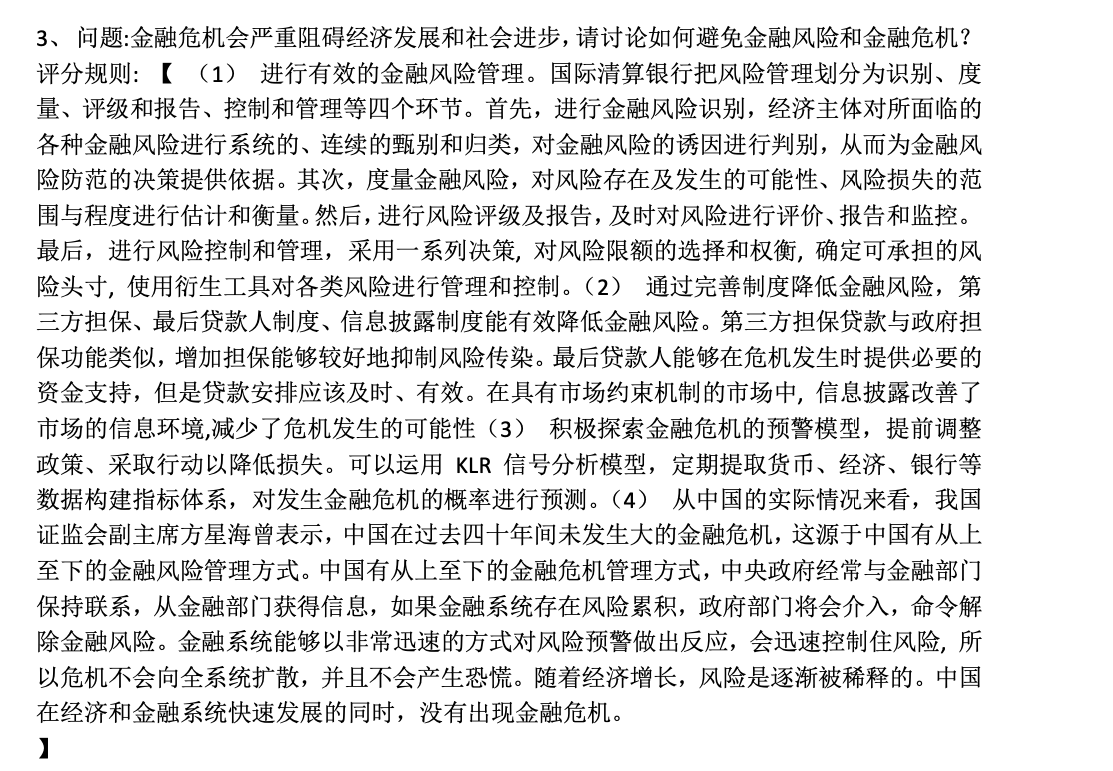 3、 问题:金融危机会严重阻碍经济发展和社会进步，请讨论如何避免金融风险和金融危机？
评分规则：【 （1） 进行有效的金融风险管理。国际清算银行把风险管理划分为识别、度
量、评级和报告、控制和管理等四个环节。首先，进行金融风险识别，经济主体对所面临的
各种金融风险进行系统的、连续的甄别和归类，对金融风险的诱因进行判别，从而为金融风
险防范的决策提供依据。其次，度量金融风险，对风险存在及发生的可能性、风险损失的范
围与程度进行估计和衡量。然后，进行风险评级及报告，及时对风险进行评价、报告和监控。
最后，进行风险控制和管理，采用一系列决策, 对风险限额的选择和权衡, 确定可承担的风
险头寸, 使用衍生工具对各类风险进行管理和控制。（2） 通过完善制度降低金融风险，第
三方担保、最后贷款人制度、信息披露制度能有效降低金融风险。第三方担保贷款与政府担
保功能类似，增加担保能够较好地抑制风险传染。最后贷款人能够在危机发生时提供必要的
资金支持，但是贷款安排应该及时、有效。在具有市场约束机制的市场中, 信息披露改善了
市场的信息环境,减少了危机发生的可能性（3） 积极探索金融危机的预警模型，提前调整
政策、采取行动以降低损失。可以运用 KLR 信号分析模型，定期提取货币、经济、银行等
数据构建指标体系，对发生金融危机的概率进行预测。（4） 从中国的实际情况来看，我国
证监会副主席方星海曾表示，中国在过去四十年间未发生大的金融危机，这源于中国有从上
至下的金融风险管理方式。中国有从上至下的金融危机管理方式，中央政府经常与金融部门
保持联系，从金融部门获得信息，如果金融系统存在风险累积，政府部门将会介入，命令解
除金融风险。金融系统能够以非常迅速的方式对风险预警做出反应，会迅速控制住风险, 所
以危机不会向全系统扩散，并且不会产生恐慌。随着经济增长，风险是逐渐被稀释的。中国
在经济和金融系统快速发展的同时，没有出现金融危机。
】